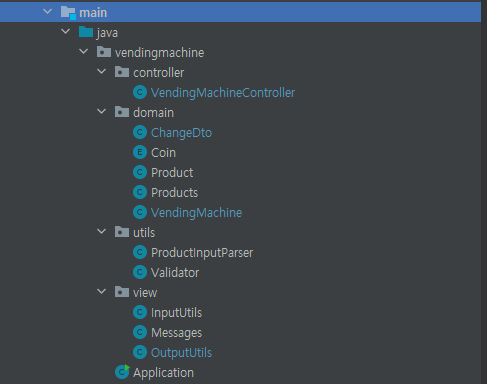 main
java
vendingmachine
controller
VendingMachineController
domain
ChangeDto
E Coin
C Product
C Products
C VendingMachine
utils
C ProductInputParser
C Validator
view
C InputUtils
C Messages
C OutputUtils
C Application